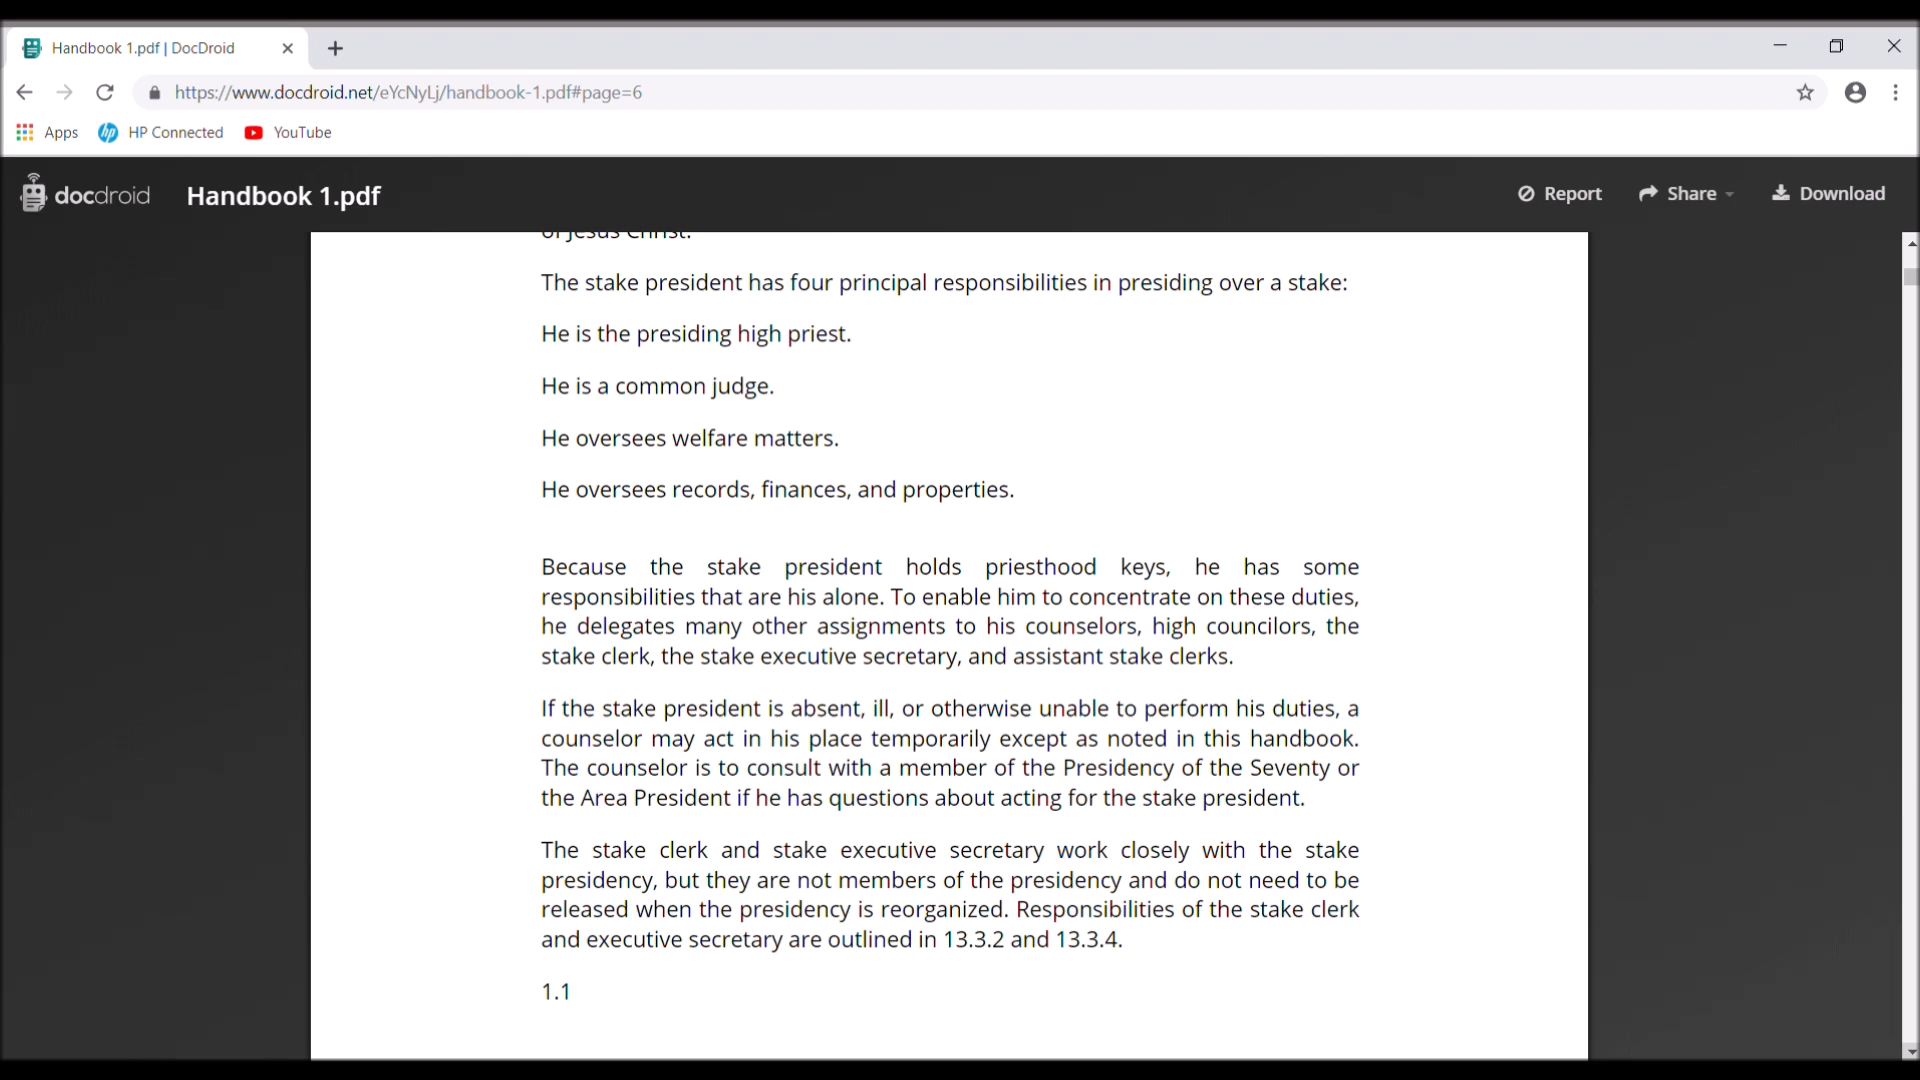 Handbook 1.pdf | DocDroid
https://www.docdroid.net/eYcNyLj/handbook-1.pdf#page=6
Apps HP Connected YouTube
docdroid Handbook 1.pdf Report Share Download
of Jesus Christ.
The stake president has four principal responsibilities in presiding over a stake:
He is the presiding high priest.
He is a common judge.
He oversees welfare matters.
He oversees records, finances, and properties.
Because the stake president holds priesthood keys, he has some
responsibilities that are his alone. To enable him to concentrate on these duties,
he delegates many other assignments to his counselors, high councilors, the
stake clerk, the stake executive secretary, and assistant stake clerks.
If the stake president is absent, ill, or otherwise unable to perform his duties, a
counselor may act in his place temporarily except as noted in this handbook.
The counselor is to consult with a member of the Presidency of the Seventy or
the Area President if he has questions about acting for the stake president.
The stake clerk and stake executive secretary work closely with the stake
presidency, but they are not members of the presidency and do not need to be
released when the presidency is reorganized. Responsibilities of the stake clerk
and executive secretary are outlined in 13.3.2 and 13.3.4.
1.1